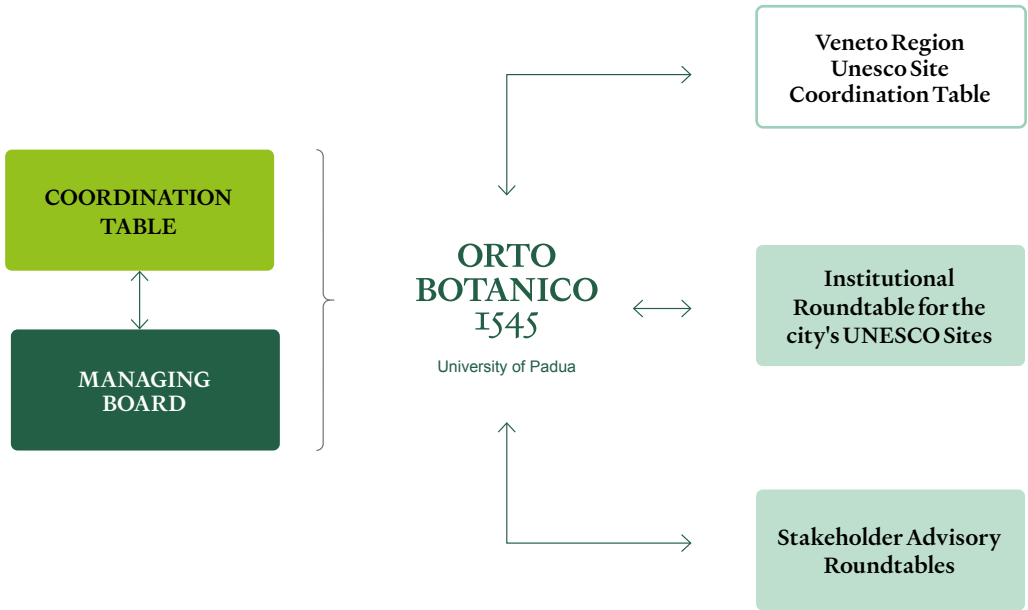 COORDINATION
TABLE
MANAGING
BOARD
ORTO
BOTANICO
1545
University of Padua
Veneto Region
Unesco Site
Coordination Table
Institutional
Roundtable for the
city's UNESCO Sites
Stakeholder Advisory
Roundtables